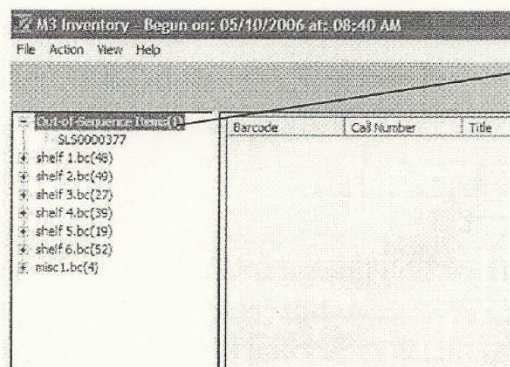 M3 Inventory - Begun on: 05/10/2006 at: 08:40 AM
File Action View Help
Out-of-Sequence Items()
SLS0000377
shelf 1.bc(48)
shelf 2.bc(49)
shelf 3.bc(27)
shelf 4.bc(39)
shelf 5.bc(19)
shelf 6.bc(52)
misc1.bc(4)
Barcode Call Number Title